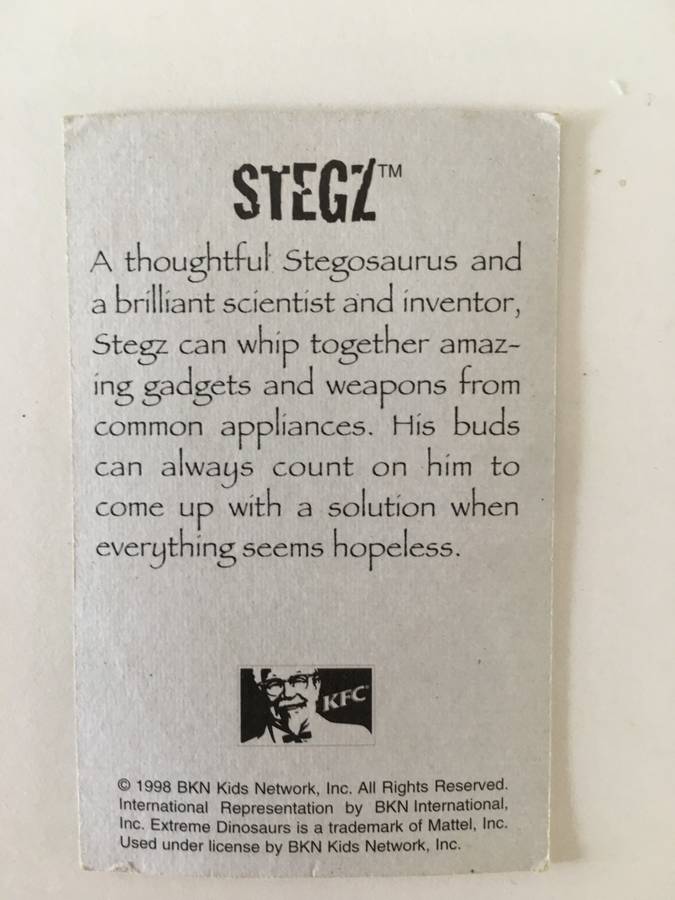 STEGZ™
A thoughtful Stegosaurus and
a brilliant scientist and inventor,
Stegz can whip together amaz-
ing gadgets and weapons from
common appliances. His buds
can always count on him to
come up with a solution when
everything seems hopeless.
KFC®
© 1998 BKN Kids Network, Inc. All Rights Reserved.
International Representation by BKN International,
Inc. Extreme Dinosaurs is a trademark of Mattel, Inc.
Used under license by BKN Kids Network, Inc.